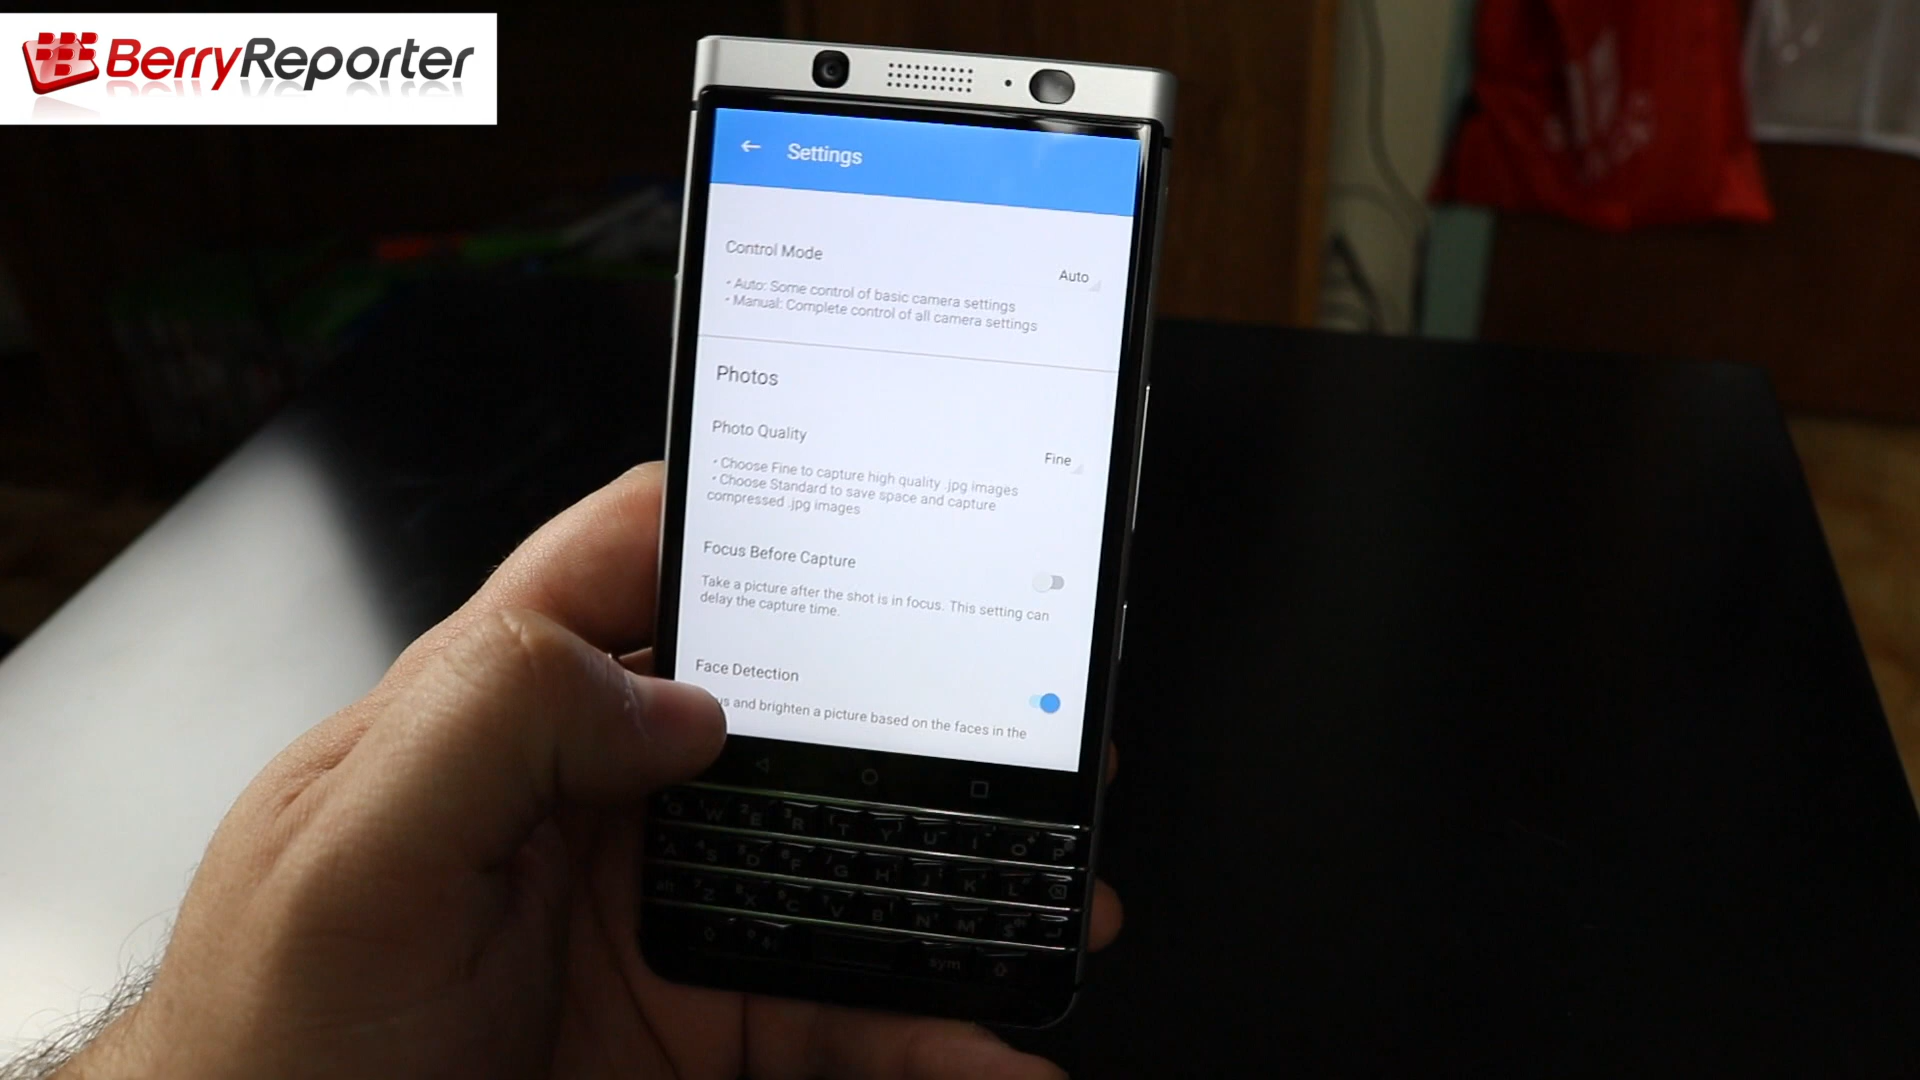 BerryReporter
Settings
Control Mode
Auto
• Auto: Some control of basic camera settings
• Manual: Complete control of all camera settings
Photos
Photo Quality
Fine
• Choose Fine to capture high quality .jpg images
• Choose Standard to save space and capture
compressed .jpg images
Focus Before Capture
Take a picture after the shot is in focus. This setting can
delay the capture time.
Face Detection
and brighten a picture based on the faces in the
Q W E R T Y U I O P
A S D F G H J K L
alt Z X C V B N M $
0 sym